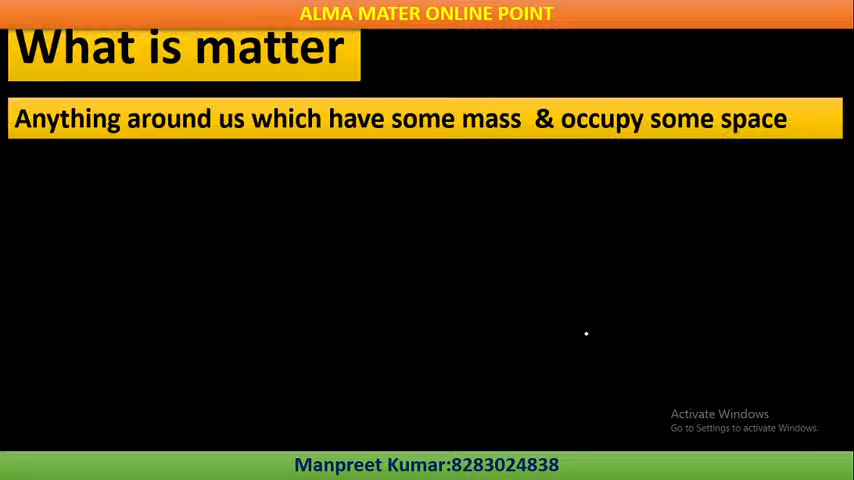 ALMA MATER ONLINE POINT
What is matter
Anything around us which have some mass & occupy some space
Activate Windows
Go to Settings to activate Windows.
Manpreet Kumar:8283024838